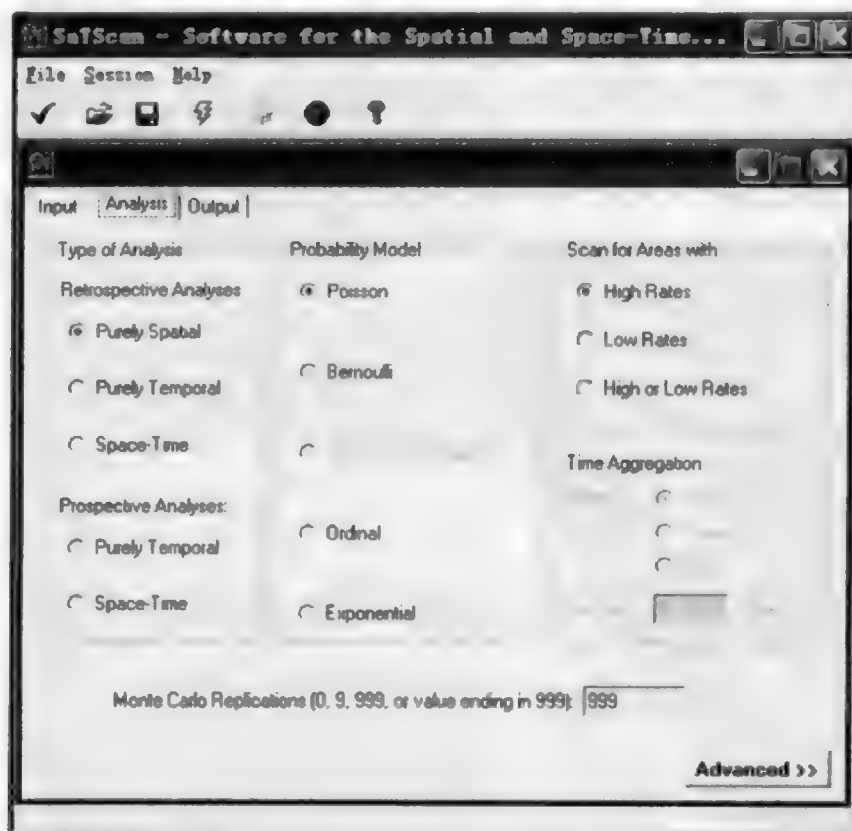 SaTScan - Software for the Spatial and Space-Time...
File Session Help
Input Analysis Output
Type of Analysis
Retrospective Analyses
Purely Spatial
Purely Temporal
Space-Time
Prospective Analyses:
Purely Temporal
Space-Time
Probability Model
Poisson
Bernoulli
Ordinal
Exponential
Scan for Areas with
High Rates
Low Rates
High or Low Rates
Time Aggregation
Monte Carlo Replications (0, 9, 999, or value ending in 999): 999
Advanced >>